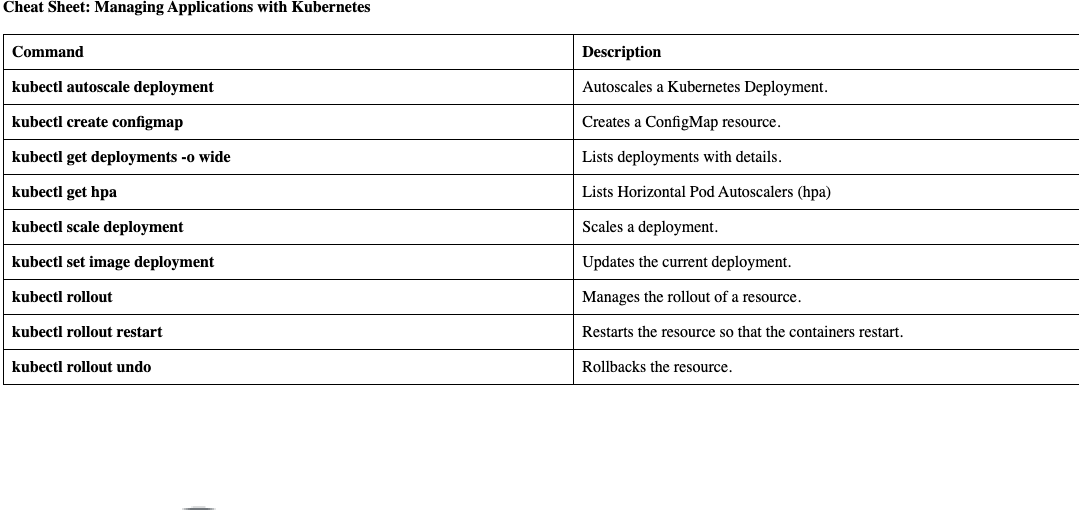 Cheat Sheet: Managing Applications with Kubernetes
Command Description
kubectl autoscale deployment Autoscales a Kubernetes Deployment.
kubectl create configmap Creates a ConfigMap resource.
kubectl get deployments -o wide Lists deployments with details.
kubectl get hpa Lists Horizontal Pod Autoscalers (hpa)
kubectl scale deployment Scales a deployment.
kubectl set image deployment Updates the current deployment.
kubectl rollout Manages the rollout of a resource.
kubectl rollout restart Restarts the resource so that the containers restart.
kubectl rollout undo Rollbacks the resource.